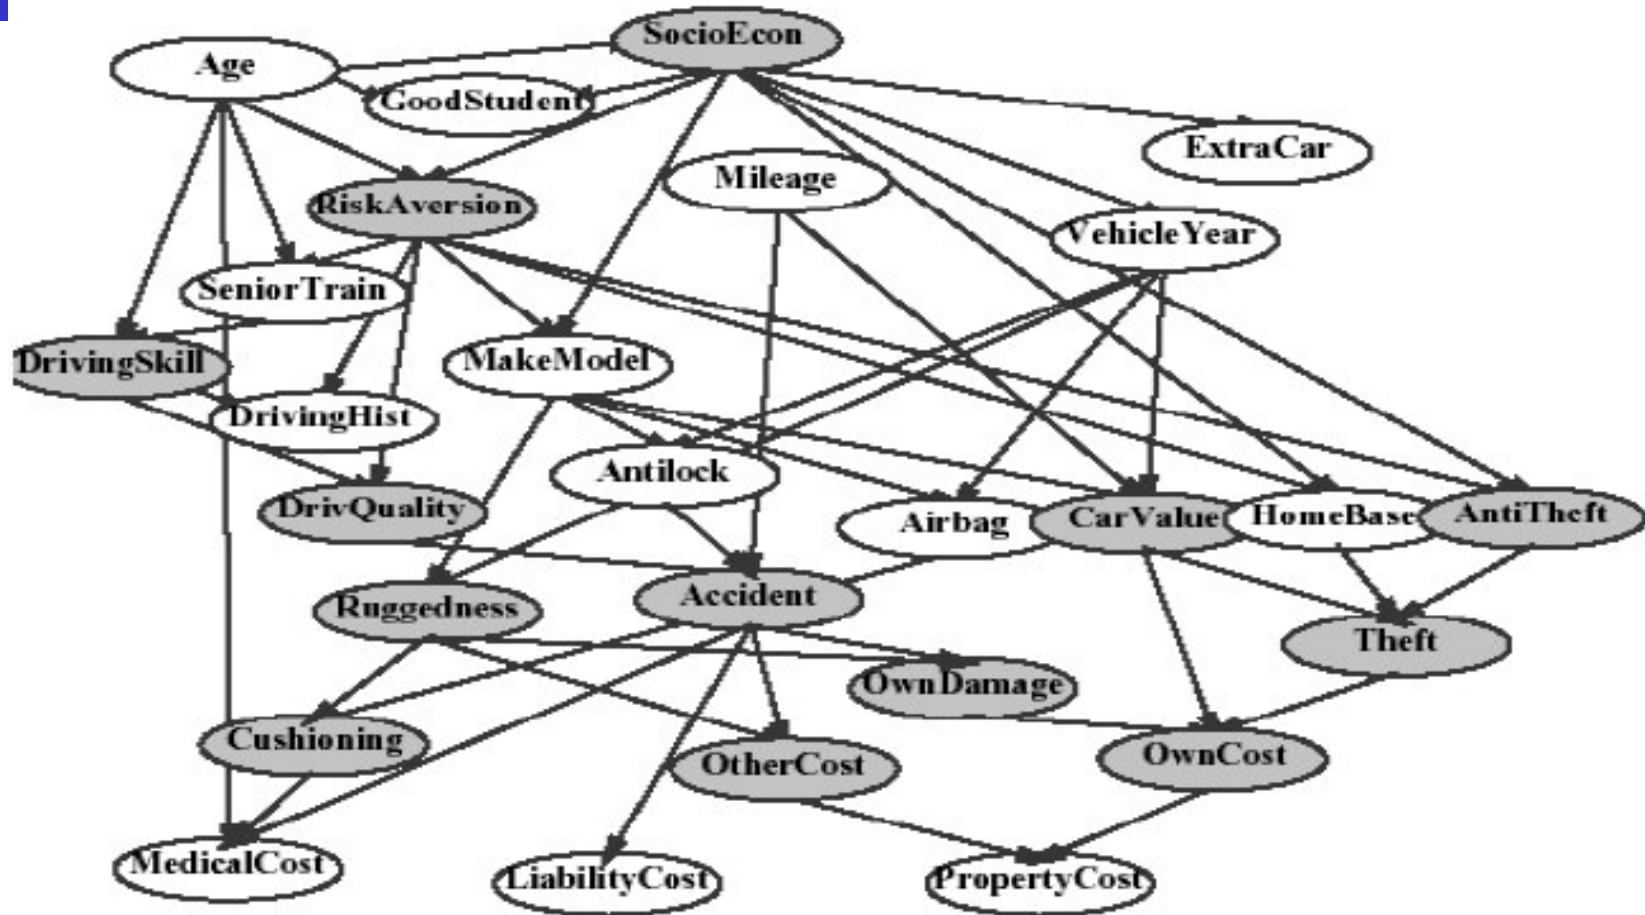 SocioEcon
Age
GoodStudent
ExtraCar
Mileage
RiskAversion
VehicleYear
SeniorTrain
DrivingSkill
MakeModel
DrivingHist
Antilock
DrivQuality
Airbag
CarValue
HomeBase
AntiTheft
Ruggedness
Accident
Theft
OwnDamage
Cushioning
OtherCost
OwnCost
MedicalCost
LiabilityCost
PropertyCost